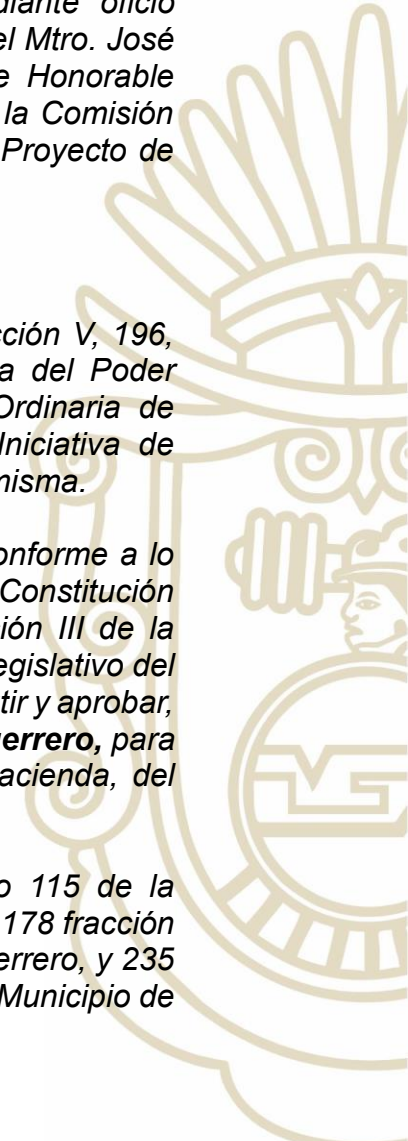 diante oficio
el Mtro. José
e Honorable
la Comisión
Proyecto de
cción V, 196,
a del Poder
Ordinaria de
Iniciativa de
misma.
onforme a lo
Constitución
ión III de la
egislativo del
tir y aprobar,
uerrero, para
acienda, del
o 115 de la
178 fracción
errero, y 235
Municipio de